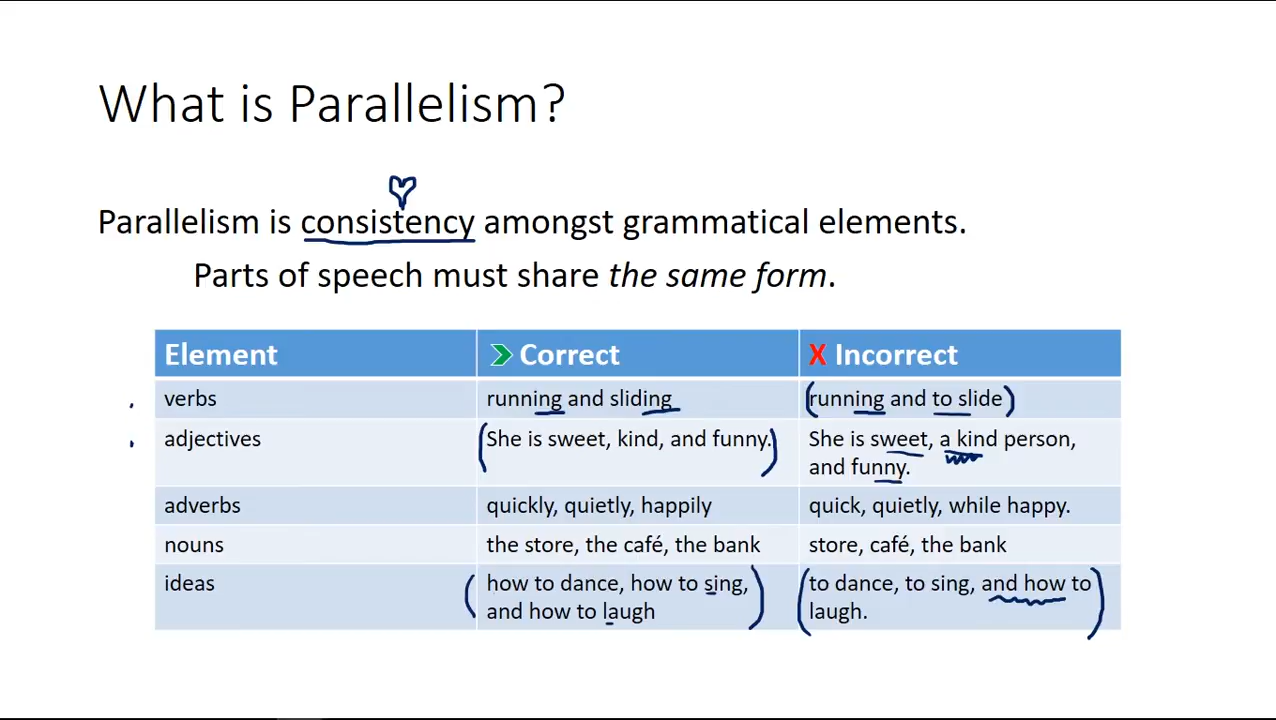 What is Parallelism?
Parallelism is consistency amongst grammatical elements.
Parts of speech must share the same form.
Element Correct X Incorrect
verbs running and sliding running and to slide
adjectives She is sweet, kind, and funny. She is sweet, a kind person,
and funny.
adverbs quickly, quietly, happily quick, quietly, while happy.
nouns the store, the café, the bank store, café, the bank
ideas how to dance, how to sing, to dance, to sing, and how to
and how to laugh laugh.